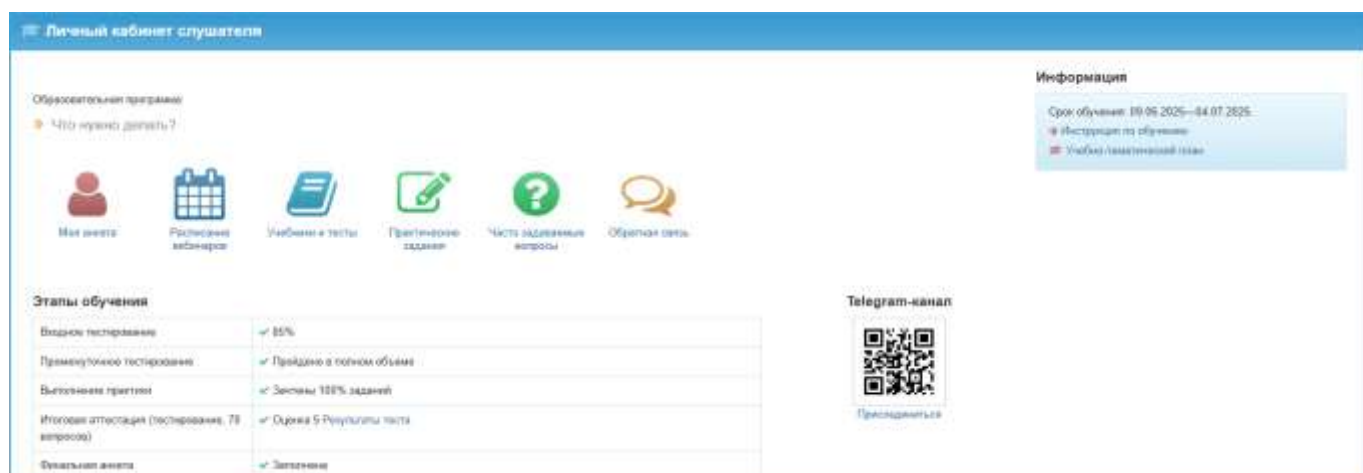 Личный кабинет слушателя
Образовательная программа:
Что нужно делать?
Моя анкета
Расписание вебинаров
Учебники и тесты
Практические задания
Часто задаваемые вопросы
Обратная связь
Информация
Срок обучения: 09.06.2025—04.07.2025.
Инструкция по обучению
Учебно-тематический план
Этапы обучения
Входное тестирование
85%
Промежуточное тестирование
Пройдено в полном объеме
Выполнение практики
Зачтены 100% заданий
Итоговая аттестация (тестирование, 70
вопросов)
Оценка 5 Результаты теста
Финальная анкета
Заполнена
Telegram-канал
Присоединиться